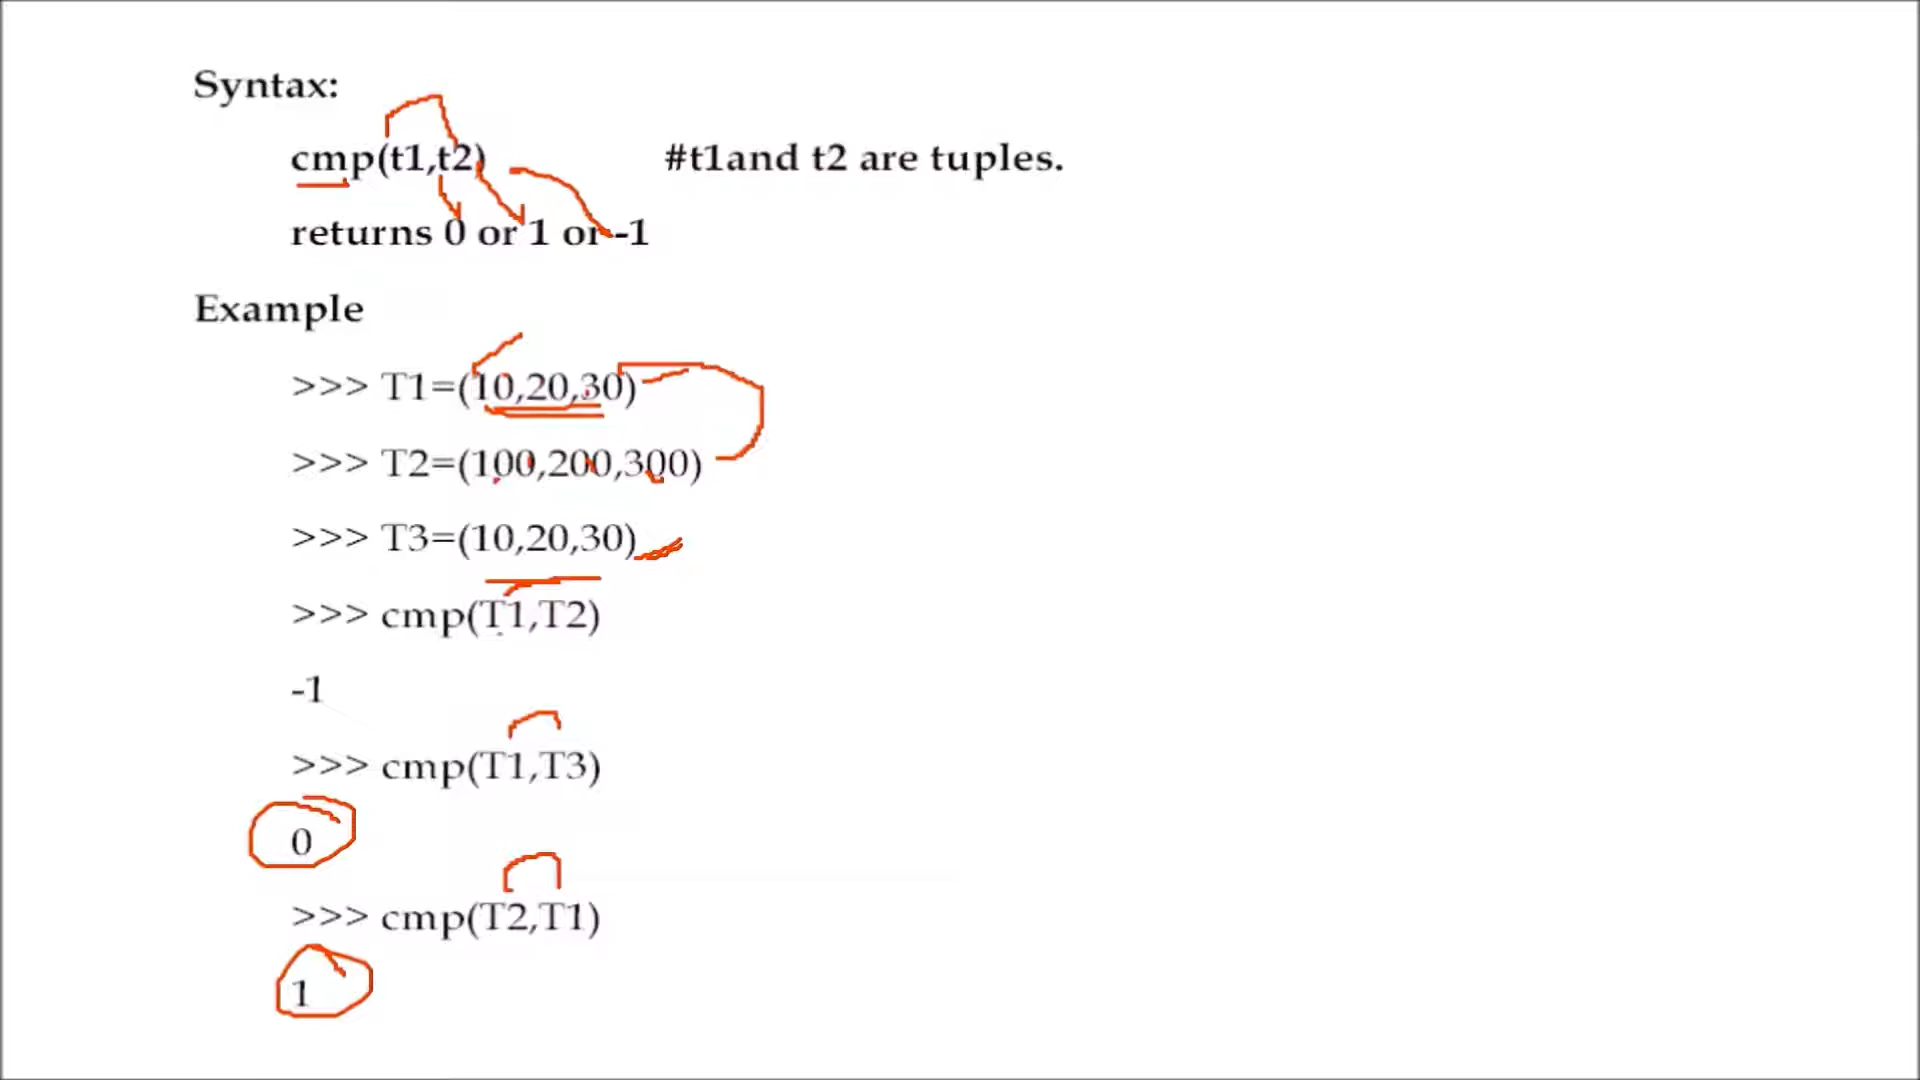 Syntax:
cmp(t1,t2) #t1and t2 are tuples.
returns 0 or 1 or -1
Example
>>> T1=(10,20,30)
>>> T2=(100,200,300)
>>> T3=(10,20,30)
>>> cmp(T1,T2)
-1
>>> cmp(T1,T3)
0
>>> cmp(T2,T1)
1